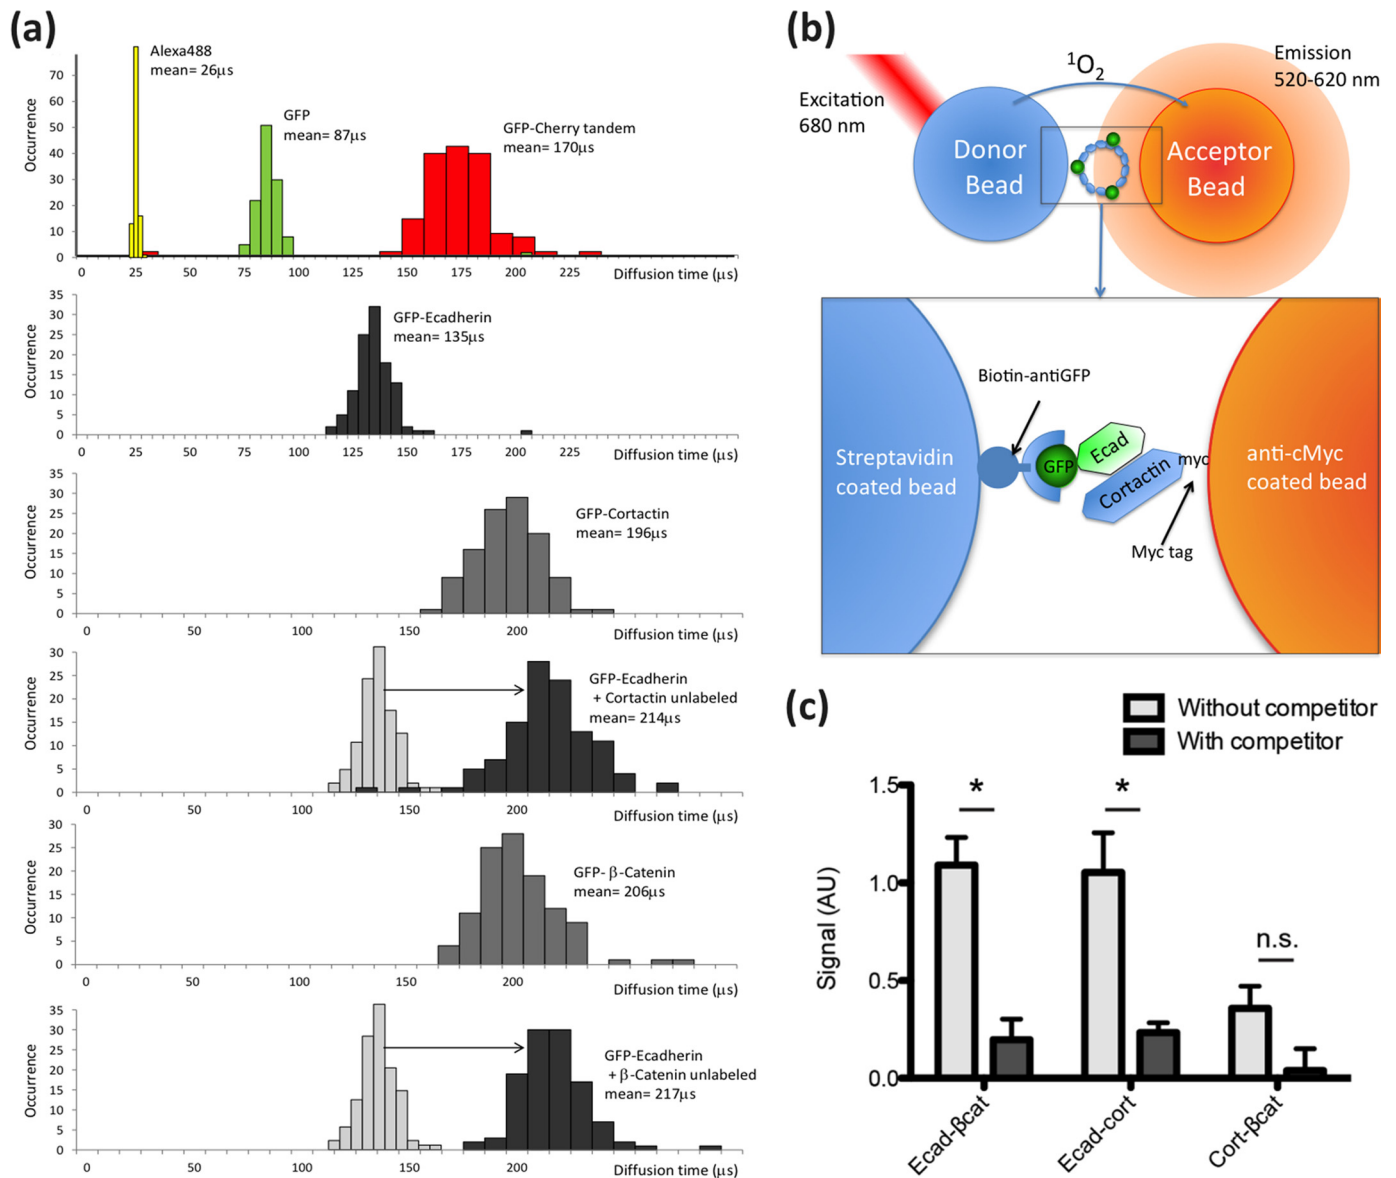 (a)
Alexa488
mean= 26μs
GFP
mean= 87μs
GFP-Cherry tandem
mean= 170μs
Occurrence
70
60
50
40
30
20
10
0
0 25 50 75 100 125 150 175 200 225
Diffusion time (μs)
GFP-Ecadherin
mean= 135μs
Occurrence
35
30
25
20
15
10
5
0
0 25 50 75 100 125 150 175 200 225
Diffusion time (μs)
GFP-Cortactin
mean= 196μs
Occurrence
35
30
25
20
15
10
5
0
0 50 100 150 200
Diffusion time (μs)
GFP-Ecadherin
+ Cortactin unlabeled
mean= 214μs
Occurrence
30
25
20
15
10
5
0
0 50 100 150 200
Diffusion time (μs)
GFP- β-Catenin
mean= 206μs
Occurrence
30
25
20
15
10
5
0
0 50 100 150 200
Diffusion time (μs)
GFP-Ecadherin
+ β-Catenin unlabeled
mean= 217μs
Occurrence
35
30
25
20
15
10
5
0
0 50 100 150 200
Diffusion time (μs)
(b)
Excitation
680 nm
¹O₂
Emission
520-620 nm
Donor
Bead
Acceptor
Bead
Biotin-antiGFP
Streptavidin
coated bead
GFP
Ecad
Cortactin
myc
anti-cMyc
coated bead
Myc tag
(c)
Without competitor
With competitor
Signal (AU)
1.5
1.0
0.5
0.0
*
*
n.s.
Ecad-βcat
Ecad-cort
Cort-βcat